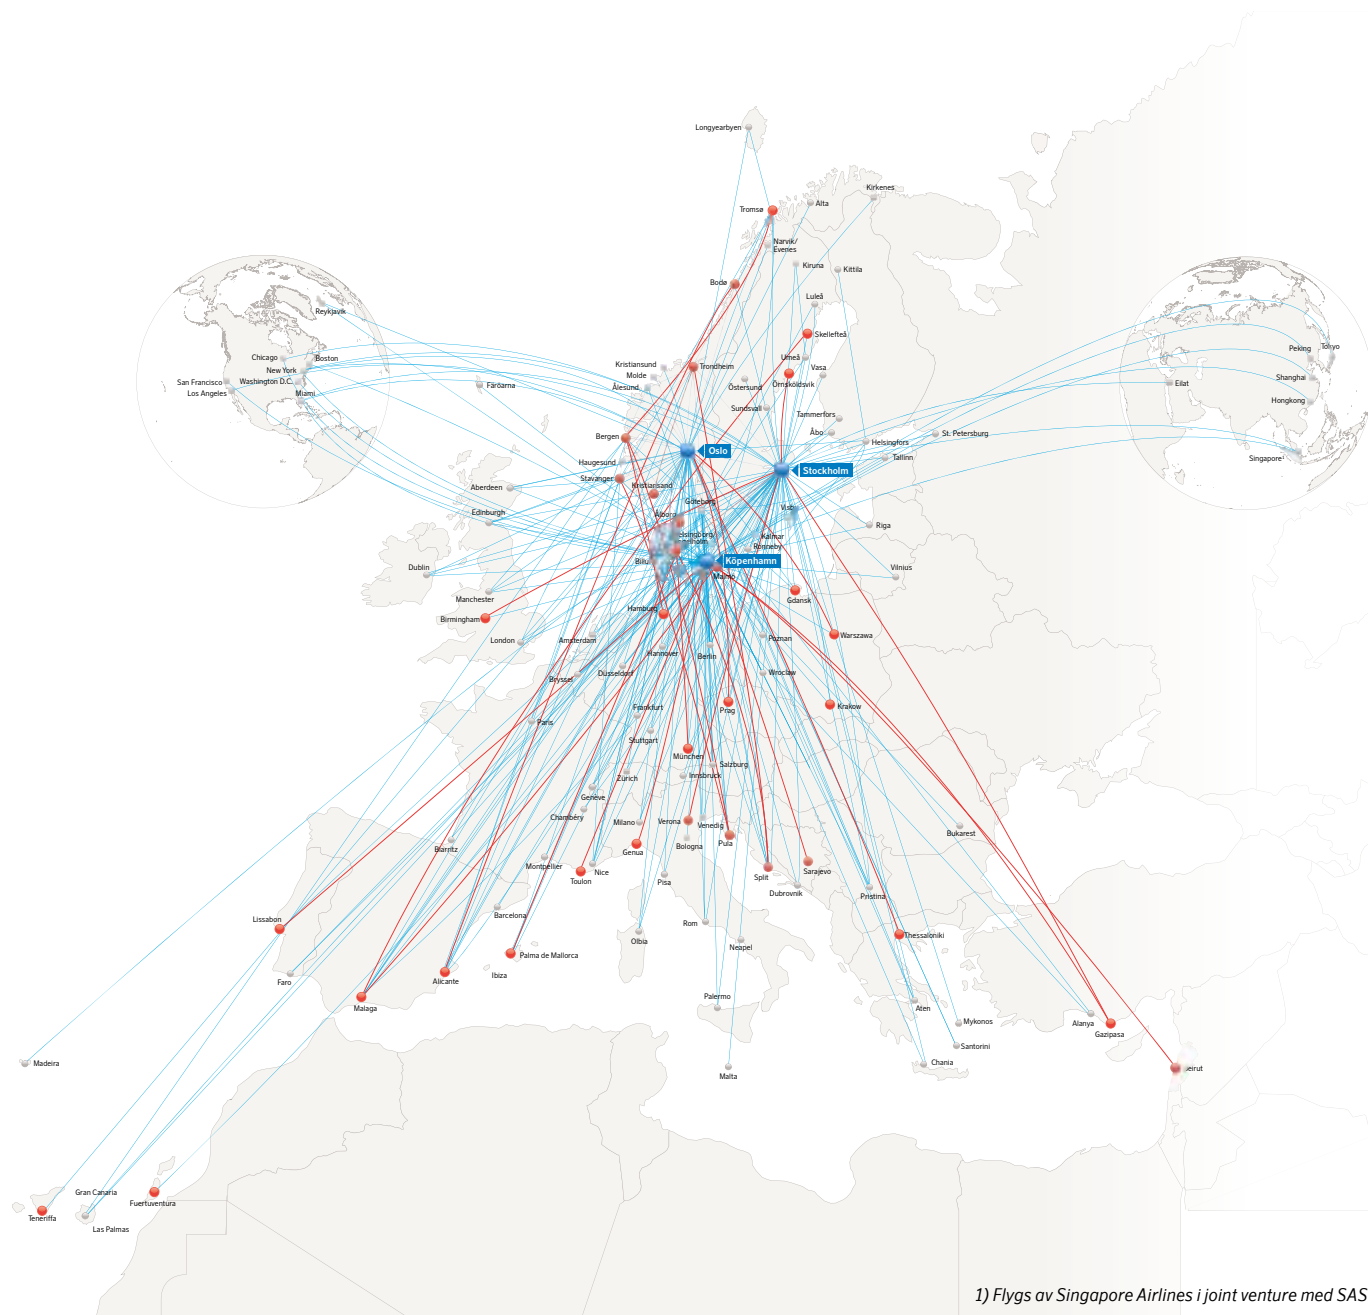 Longyearbyen
Kirkenes
Alta
Tromsø
Narvik/
Evenes
Kiruna
Kittila
Bodø
Luleå
Reykjavik
Skellefteå
Chicago
Boston
New York
San Francisco
Washington D.C.
Los Angeles
Miami
Färöarna
Kristiansund
Molde
Ålesund
Trondheim
Umeå
Vasa
Östersund
Örnsköldsvik
Sundsvall
Tammerfors
Åbo
Helsingfors
St. Petersburg
Tallinn
Peking
Tokyo
Eilat
Shanghai
Hongkong
Singapore
Bergen
Oslo
Haugesund
Stockholm
Stavanger
Kristiansand
Aberdeen
Göteborg
Visby
Edinburgh
Ålborg
Riga
Kalmar
Ronneby
Köpenhamn
Dublin
Malmö
Vilnius
Manchester
Gdansk
Birmingham
Hamburg
London
Amsterdam
Poznan
Warszawa
Hannover
Berlin
Bryssel
Düsseldorf
Wroclaw
Paris
Frankfurt
Prag
Krakow
Stuttgart
München
Salzburg
Zürich
Innsbruck
Genève
Chambéry
Milano
Verona
Venedig
Bukarest
Biarritz
Genua
Bologna
Pula
Montpellier
Toulon
Nice
Pisa
Split
Sarajevo
Dubrovnik
Pristina
Lissabon
Barcelona
Rom
Olbia
Neapel
Thessaloniki
Palma de Mallorca
Ibiza
Faro
Alicante
Malaga
Palermo
Aten
Mykonos
Alanya
Gazipasa
Santorini
Madeira
Malta
Chania
Gran Canaria
Fuertuventura
Teneriffa
Las Palmas
1) Flygs av Singapore Airlines i joint venture med SAS